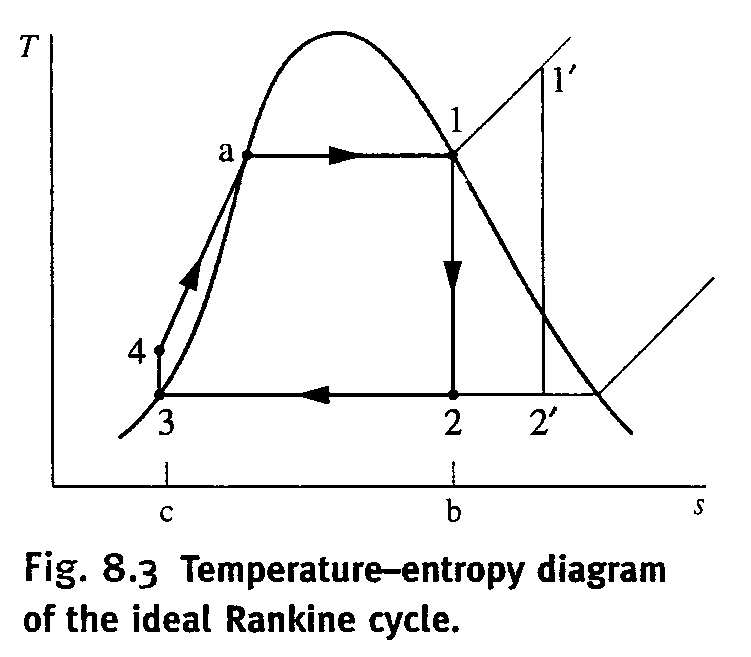 T
1′
1
a
4
3
2
2′
c
b
s
Fig. 8.3 Temperature–entropy diagram
of the ideal Rankine cycle.